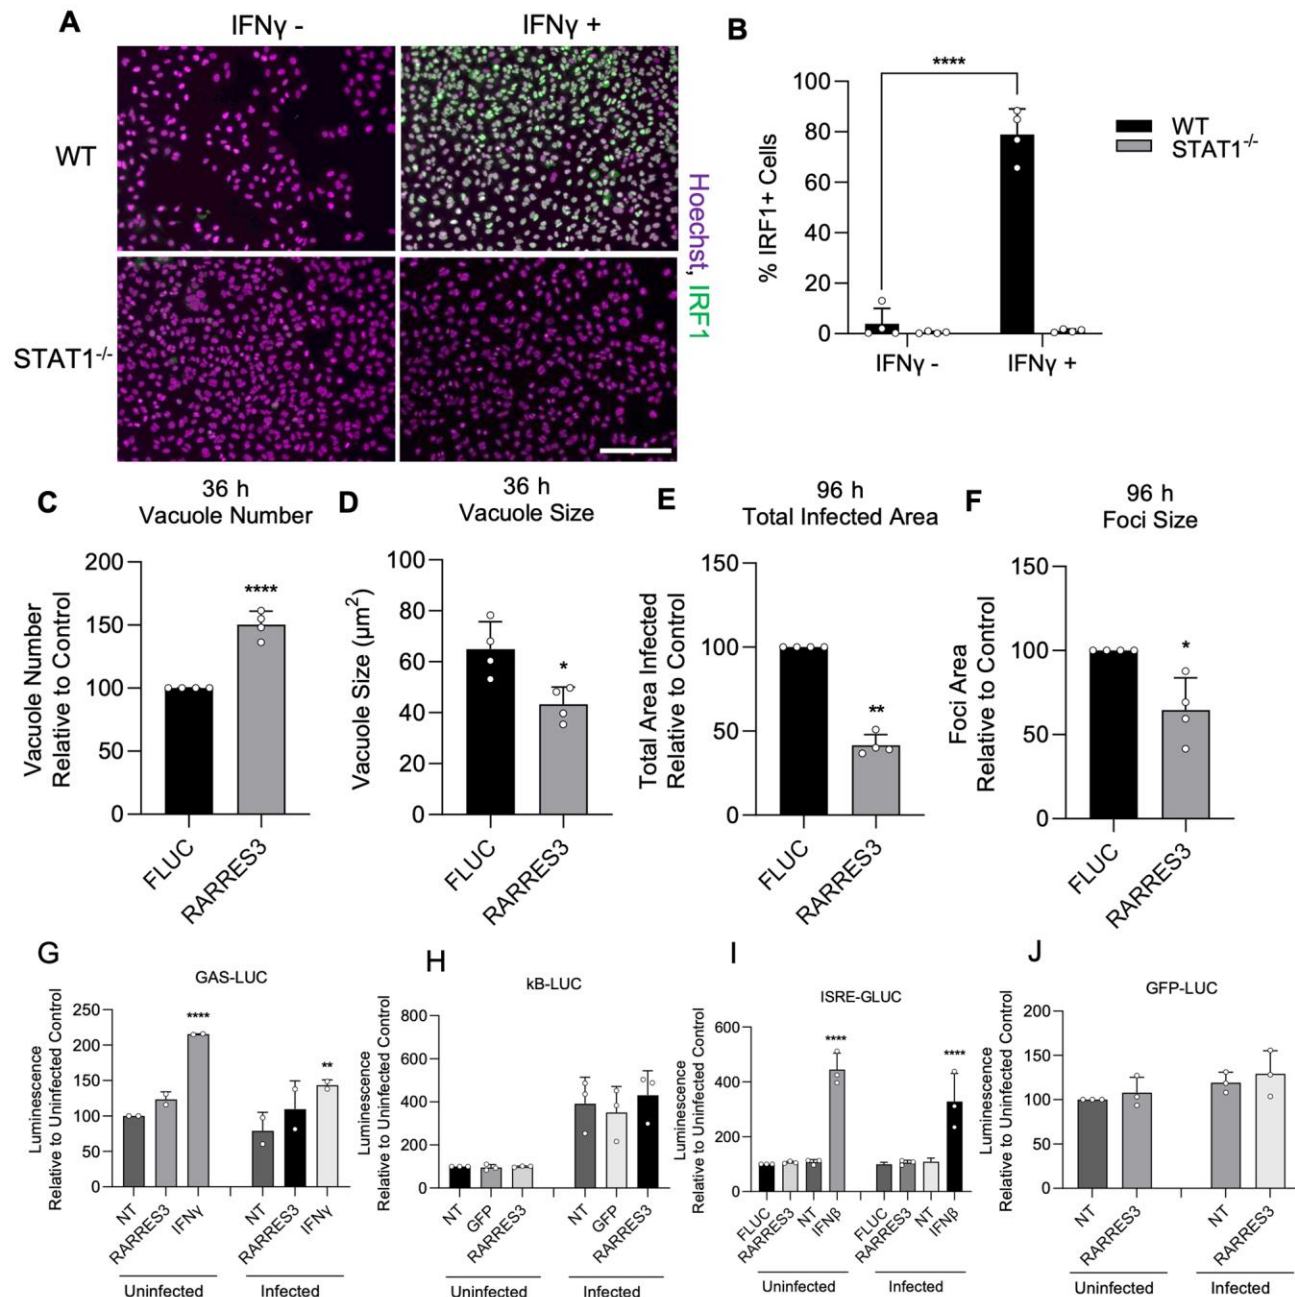 A
IFNγ -
IFNγ +
WT
STAT1-/-
Hoechst, IRF1
B
% IRF1+ Cells
100
80
60
40
20
0
****
IFNγ -
IFNγ +
WT
STAT1-/-
C
36 h
Vacuole Number
Vacuole Number
Relative to Control
200
150
100
50
0
****
FLUC
RARRES3
D
36 h
Vacuole Size
Vacuole Size (µm²)
100
80
60
40
20
0
*
FLUC
RARRES3
E
96 h
Total Infected Area
Total Area Infected
Relative to Control
150
100
50
0
**
FLUC
RARRES3
F
96 h
Foci Size
Foci Area
Relative to Control
150
100
50
0
*
FLUC
RARRES3
G
GAS-LUC
Luminescence
Relative to Uninfected Control
250
200
150
100
50
0
****
**
NT
RARRES3
IFNγ
NT
RARRES3
IFNγ
Uninfected
Infected
H
kB-LUC
Luminescence
Relative to Uninfected Control
800
600
400
200
0
NT
GFP
RARRES3
NT
GFP
RARRES3
Uninfected
Infected
I
ISRE-GLUC
Luminescence
Relative to Uninfected Control
600
400
200
0
****
****
FLUC
RARRES3
NT
IFNβ
FLUC
RARRES3
NT
IFNβ
Uninfected
Infected
J
GFP-LUC
Luminescence
Relative to Uninfected Control
200
150
100
50
0
NT
RARRES3
NT
RARRES3
Uninfected
Infected